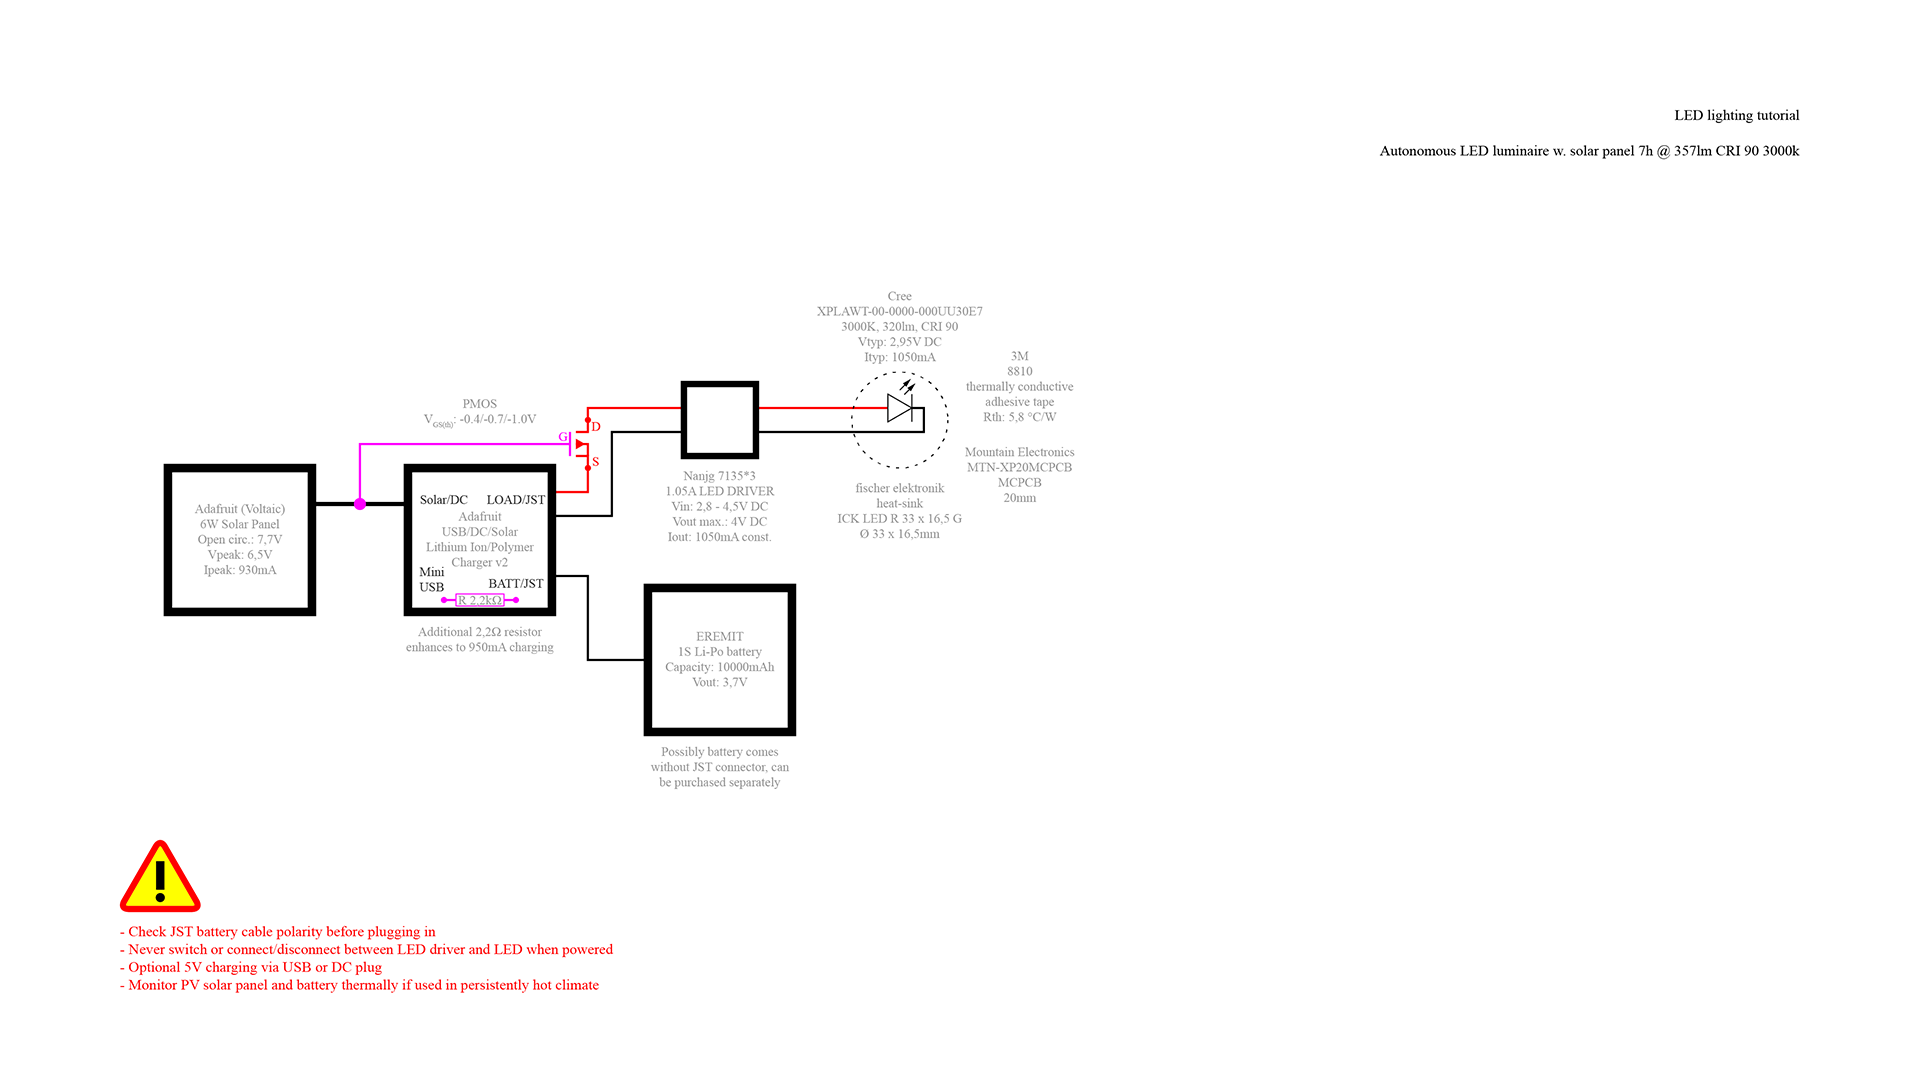 LED lighting tutorial
Autonomous LED luminaire w. solar panel 7h @ 357lm CRI 90 3000k
Cree
XPLAWT-00-0000-000UU30E7
3000K, 320lm, CRI 90
Vtyp: 2,95V DC
Ityp: 1050mA
3M
8810
thermally conductive
adhesive tape
Rth: 5,8 °C/W
Mountain Electronics
MTN-XP20MCPCB
MCPCB
20mm
fischer elektronik
heat-sink
ICK LED R 33 x 16,5 G
Ø 33 x 16,5mm
PMOS
VGS(th): -0.4/-0.7/-1.0V
G
D
S
Nanjg 7135*3
1.05A LED DRIVER
Vin: 2,8 - 4,5V DC
Vout max.: 4V DC
Iout: 1050mA const.
Adafruit (Voltaic)
6W Solar Panel
Open circ.: 7,7V
Vpeak: 6,5V
Ipeak: 930mA
Solar/DC
LOAD/JST
Adafruit
USB/DC/Solar
Lithium Ion/Polymer
Charger v2
Mini
USB
BATT/JST
R 2,2kΩ
Additional 2,2Ω resistor
enhances to 950mA charging
EREMIT
1S Li-Po battery
Capacity: 10000mAh
Vout: 3,7V
Possibly battery comes
without JST connector, can
be purchased separately
- Check JST battery cable polarity before plugging in
- Never switch or connect/disconnect between LED driver and LED when powered
- Optional 5V charging via USB or DC plug
- Monitor PV solar panel and battery thermally if used in persistently hot climate